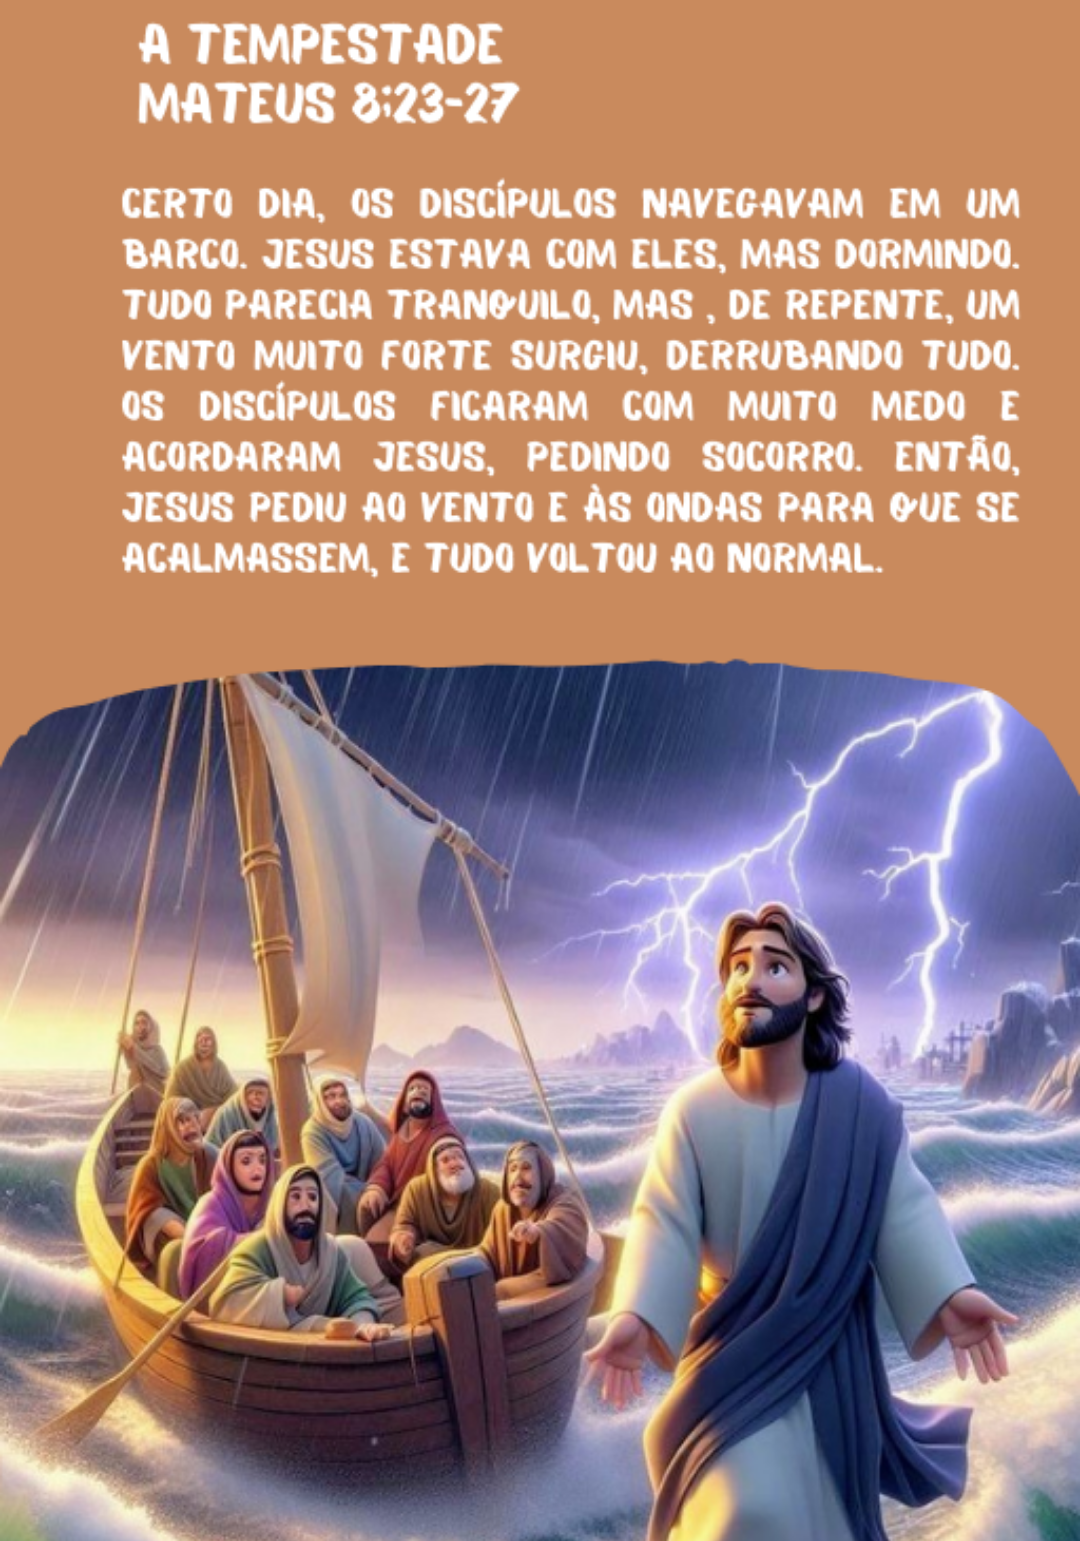 A TEMPESTADE
MATEUS 8:23-27
CERTO DIA, OS DISCÍPULOS NAVEGAVAM EM UM
BARCO. JESUS ESTAVA COM ELES, MAS DORMINDO.
TUDO PARECIA TRANQUILO, MAS , DE REPENTE, UM
VENTO MUITO FORTE SURGIU, DERRUBANDO TUDO.
OS DISCÍPULOS FICARAM COM MUITO MEDO E
ACORDARAM JESUS, PEDINDO SOCORRO. ENTÃO,
JESUS PEDIU AO VENTO E ÀS ONDAS PARA QUE SE
ACALMASSEM, E TUDO VOLTOU AO NORMAL.